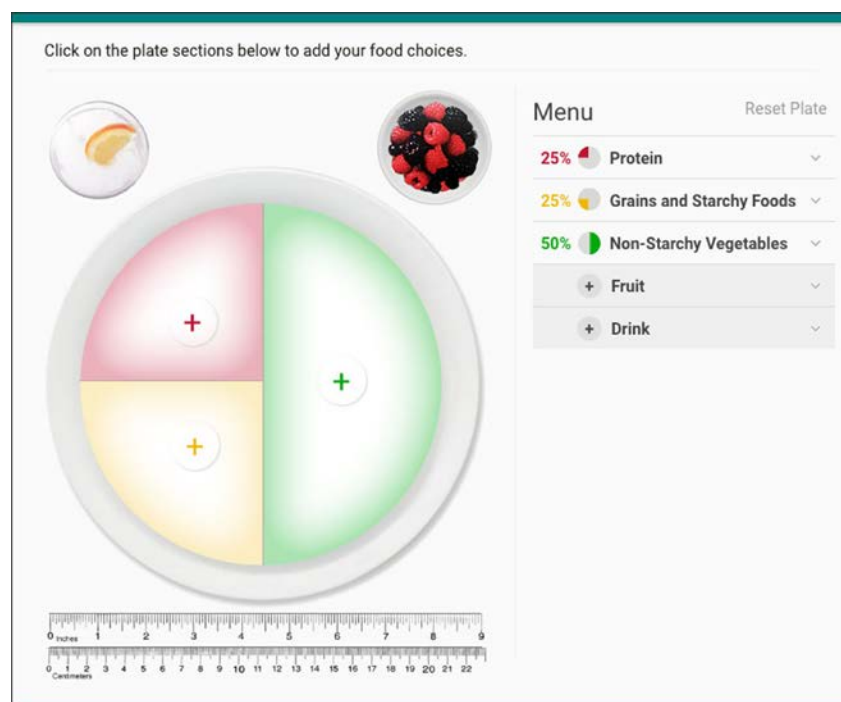 Click on the plate sections below to add your food choices.
Menu
Reset Plate
25% Protein
25% Grains and Starchy Foods
50% Non-Starchy Vegetables
+ Fruit
+ Drink
+
+
+
0 1 2 3 4 5 6 7 8 9
Inches
0 1 2 3 4 5 6 7 8 9 10 11 12 13 14 15 16 17 18 19 20 21 22
Centimeters